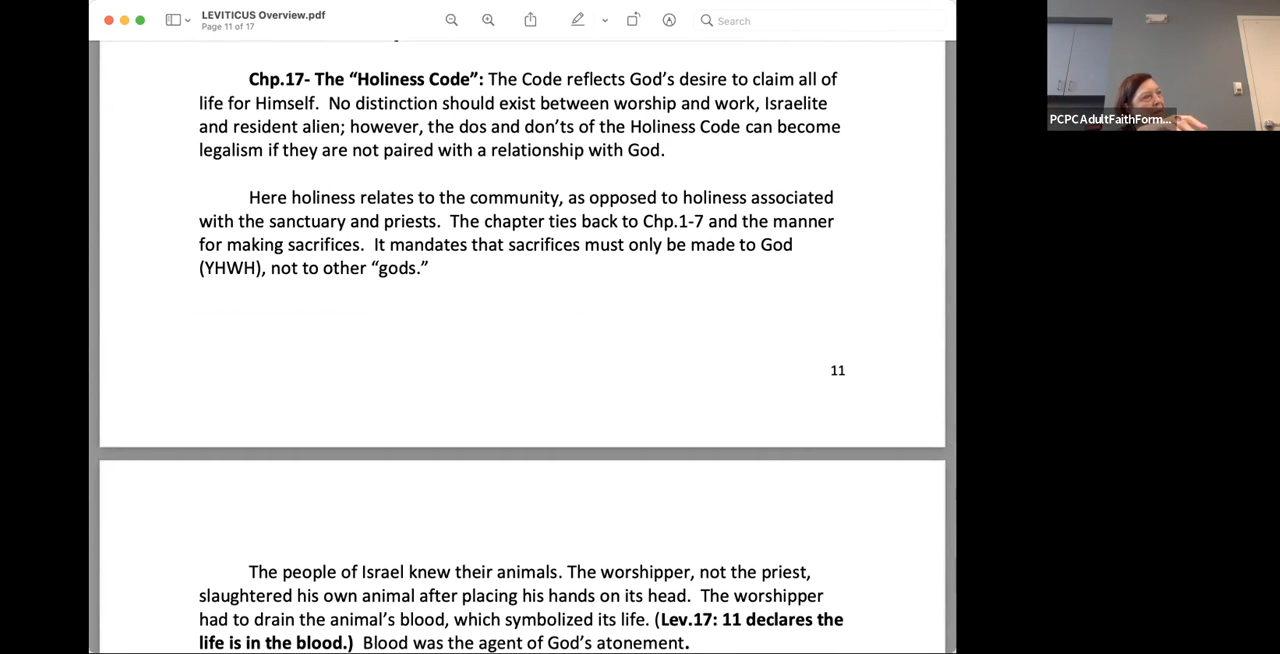 LEVITICUS Overview.pdf
Page 11 of 17
Search
Chp.17- The “Holiness Code”: The Code reflects God’s desire to claim all of
life for Himself.  No distinction should exist between worship and work, Israelite
and resident alien; however, the dos and don’ts of the Holiness Code can become
legalism if they are not paired with a relationship with God.
Here holiness relates to the community, as opposed to holiness associated
with the sanctuary and priests.  The chapter ties back to Chp.1-7 and the manner
for making sacrifices.  It mandates that sacrifices must only be made to God
(YHWH), not to other “gods.”
11
The people of Israel knew their animals. The worshipper, not the priest,
slaughtered his own animal after placing his hands on its head.  The worshipper
had to drain the animal’s blood, which symbolized its life. (Lev.17: 11 declares the
life is in the blood.)  Blood was the agent of God’s atonement.
PCPC AdultFaithForm...